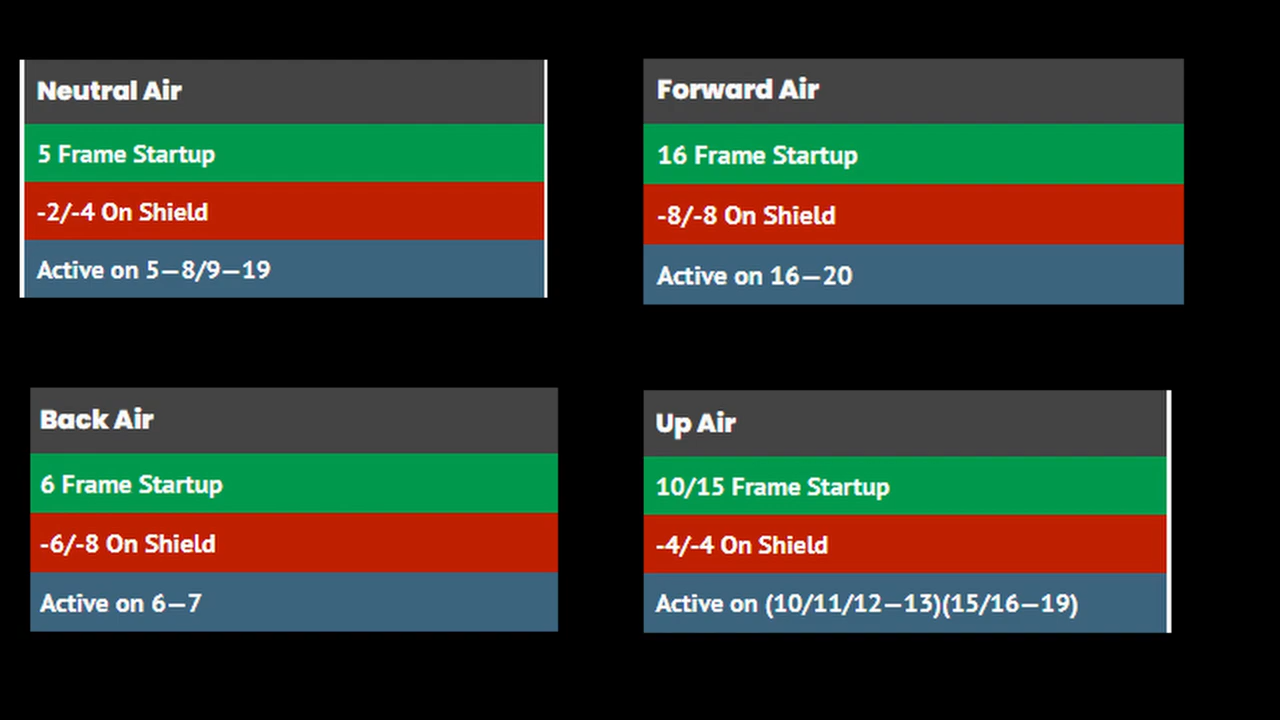 Neutral Air
5 Frame Startup
-2/-4 On Shield
Active on 5—8/9—19
Forward Air
16 Frame Startup
-8/-8 On Shield
Active on 16—20
Back Air
6 Frame Startup
-6/-8 On Shield
Active on 6—7
Up Air
10/15 Frame Startup
-4/-4 On Shield
Active on (10/11/12—13)(15/16—19)